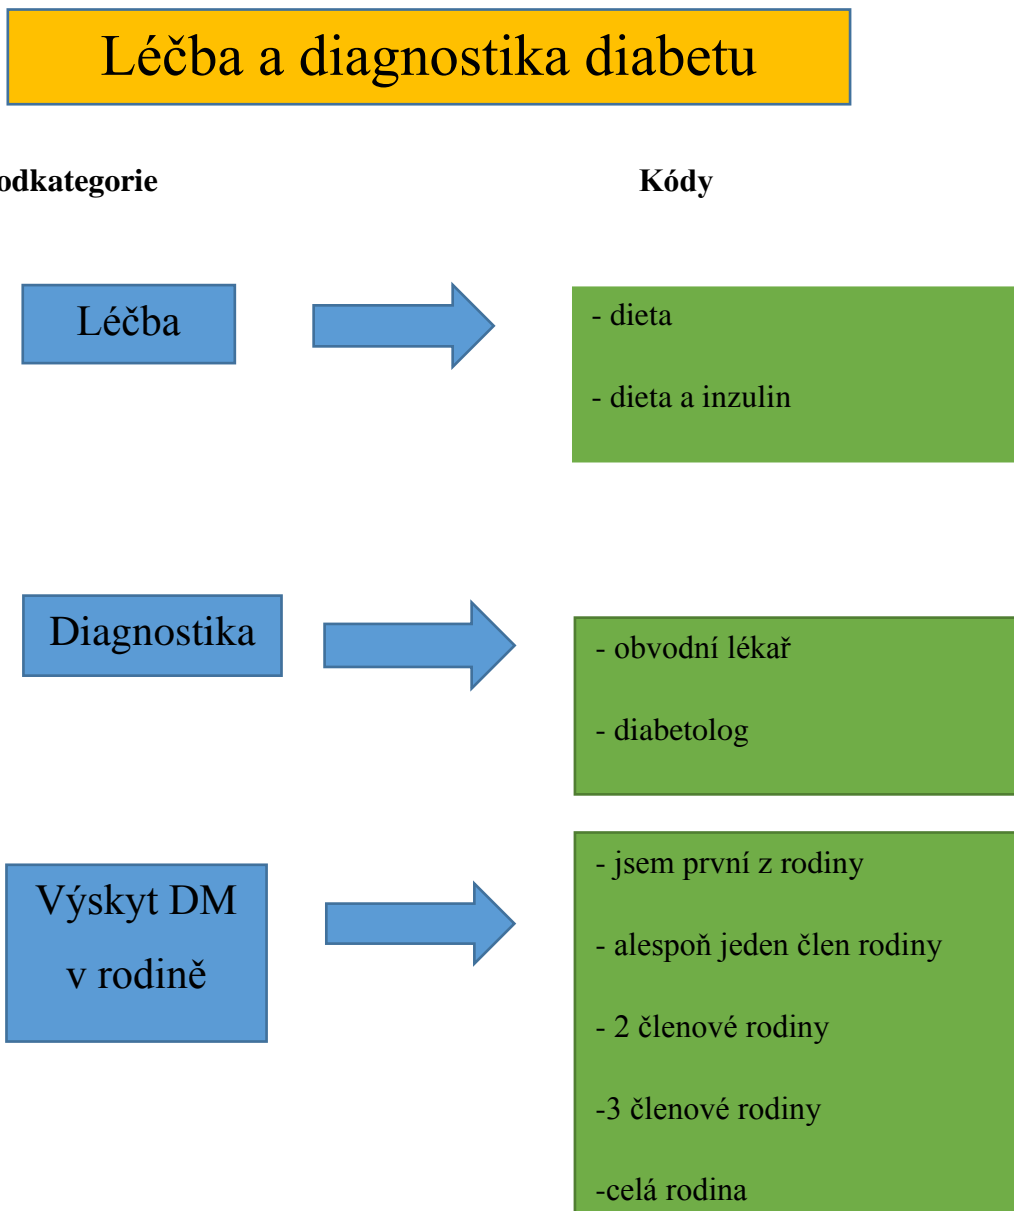 Léčba a diagnostika diabetu
odkategorie
Kódy
Léčba
- dieta
- dieta a inzulin
Diagnostika
- obvodní lékař
- diabetolog
Výskyt DM
v rodině
- jsem první z rodiny
- alespoň jeden člen rodiny
- 2 členové rodiny
-3 členové rodiny
-celá rodina